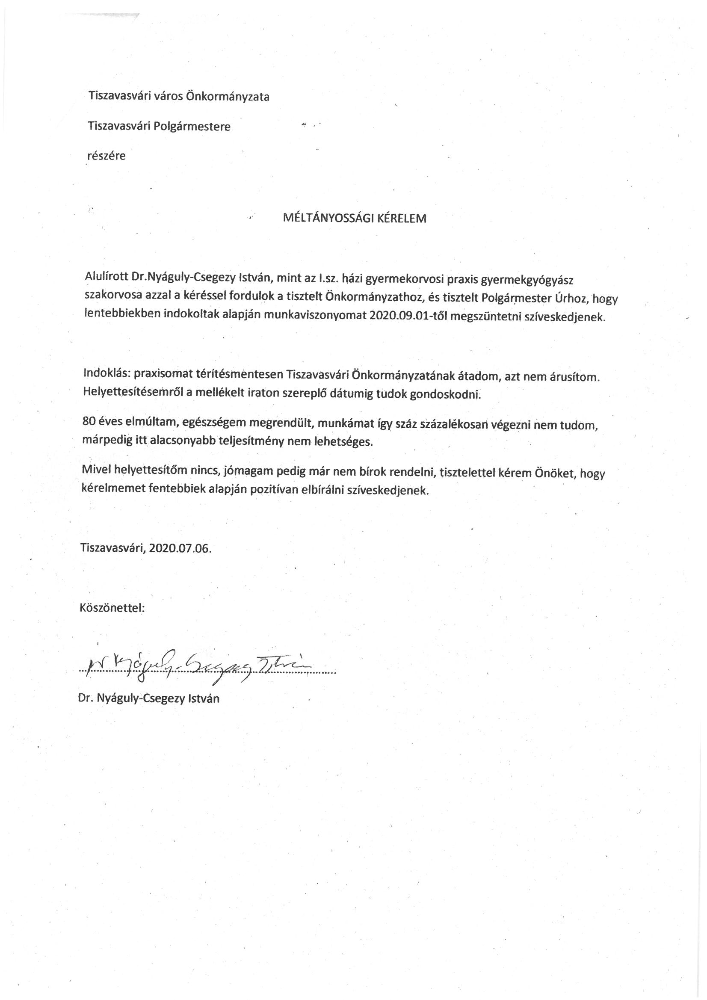 Tiszavasvári város Önkormányzata
Tiszavasvári Polgármestere
részére
MÉLTÁNYOSSÁGI KÉRELEM
Alulírott Dr.Nyáguly-Csegezy István, mint az I.sz. házi gyermekorvosi praxis gyermekgyógyász
szakorvosa azzal a kéréssel fordulok a tisztelt Önkormányzathoz, és tisztelt Polgármester Úrhoz, hogy
lentebbiekben indokoltak alapján munkaviszonyomat 2020.09.01-től megszüntetni szíveskedjenek.
Indoklás: praxisomat térítésmentesen Tiszavasvári Önkormányzatának átadom, azt nem árusítom.
Helyettesítésemről a mellékelt iraton szereplő dátumig tudok gondoskodni.
80 éves elmúltam, egészségem megrendült, munkámat így száz százalékosan végezni nem tudom,
márpedig itt alacsonyabb teljesítmény nem lehetséges.
Mivel helyettesítőm nincs, jómagam pedig már nem bírok rendelni, tisztelettel kérem Önöket, hogy
kérelmemet fentebbiek alapján pozitívan elbírálni szíveskedjenek.
Tiszavasvári, 2020.07.06.
Köszönettel:
Dr Nyáguly-Csegezy István
Dr. Nyáguly-Csegezy István